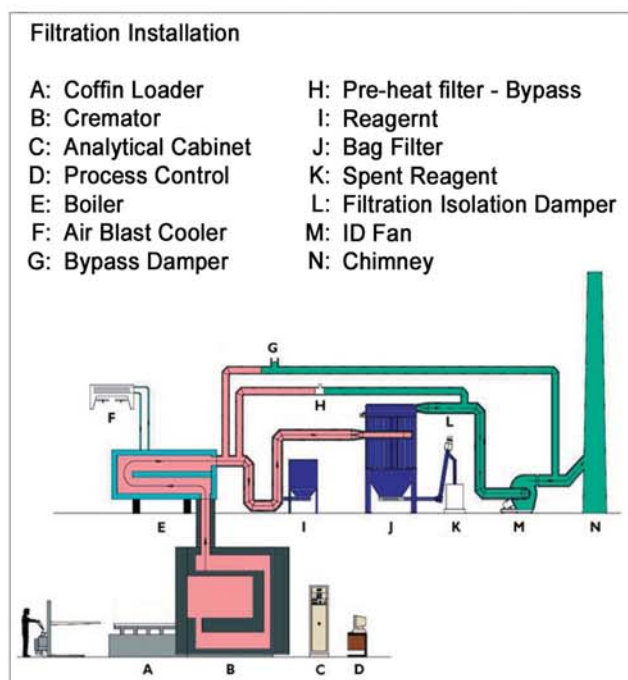 Filtration Installation
A: Coffin Loader
B: Cremator
C: Analytical Cabinet
D: Process Control
E: Boiler
F: Air Blast Cooler
G: Bypass Damper
H: Pre-heat filter - Bypass
I: Reagernt
J: Bag Filter
K: Spent Reagent
L: Filtration Isolation Damper
M: ID Fan
N: Chimney
G
F
H
L
E
I
J
K
M
N
A
B
C
D